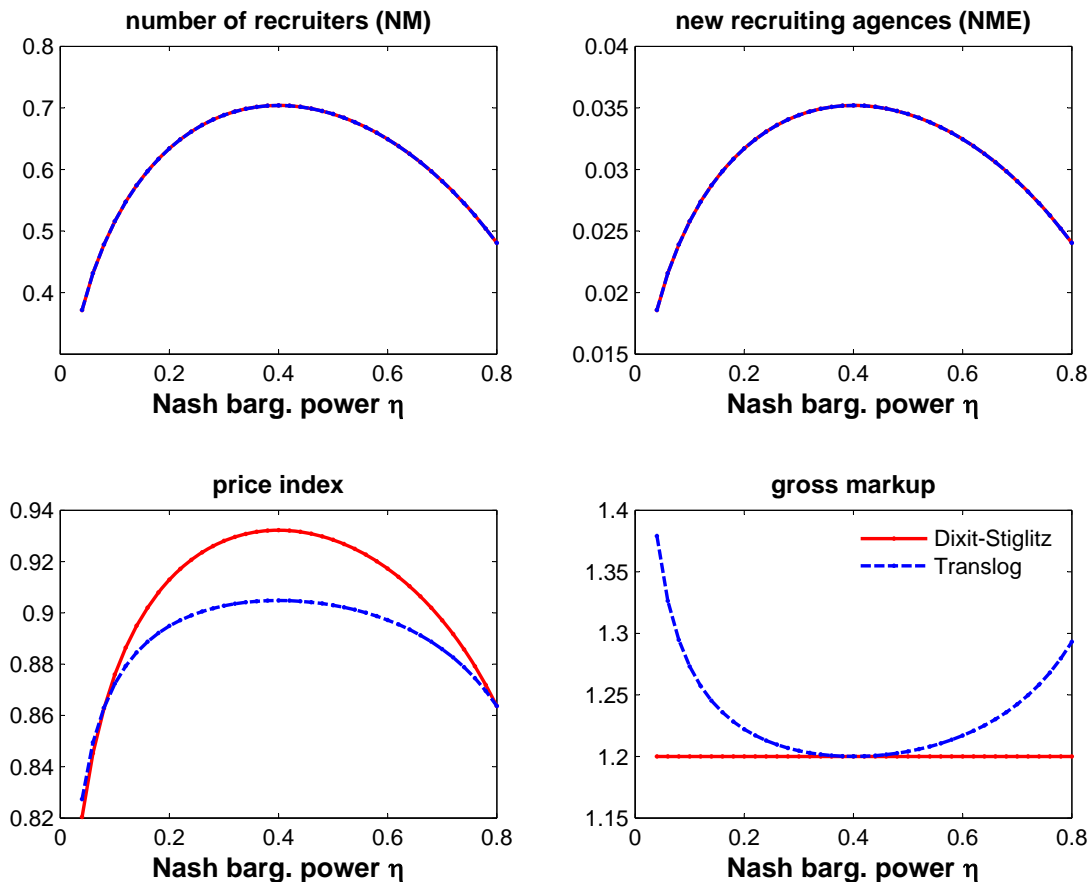 number of recruiters (NM)
0.8
0.7
0.6
0.5
0.4
0 0.2 0.4 0.6 0.8
Nash barg. power η
new recruiting agences (NME)
0.04
0.035
0.03
0.025
0.02
0.015
0 0.2 0.4 0.6 0.8
Nash barg. power η
price index
0.94
0.92
0.9
0.88
0.86
0.84
0.82
0 0.2 0.4 0.6 0.8
Nash barg. power η
gross markup
1.4
1.35
1.3
1.25
1.2
1.15
Dixit-Stiglitz
Translog
0 0.2 0.4 0.6 0.8
Nash barg. power η